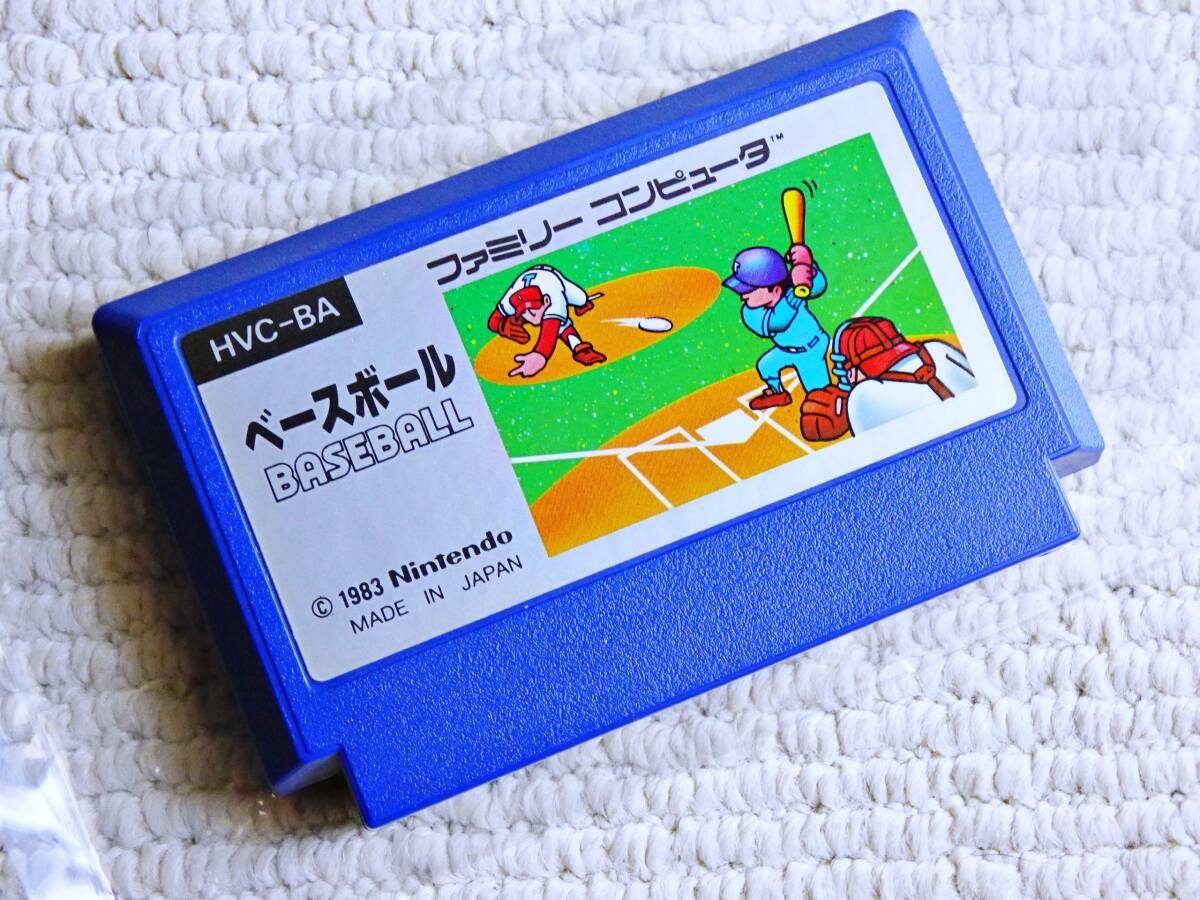 ファミリー コンピュータ™
HVC-BA
ベースボール
BASEBALL
© 1983 Nintendo
MADE IN JAPAN
T
T